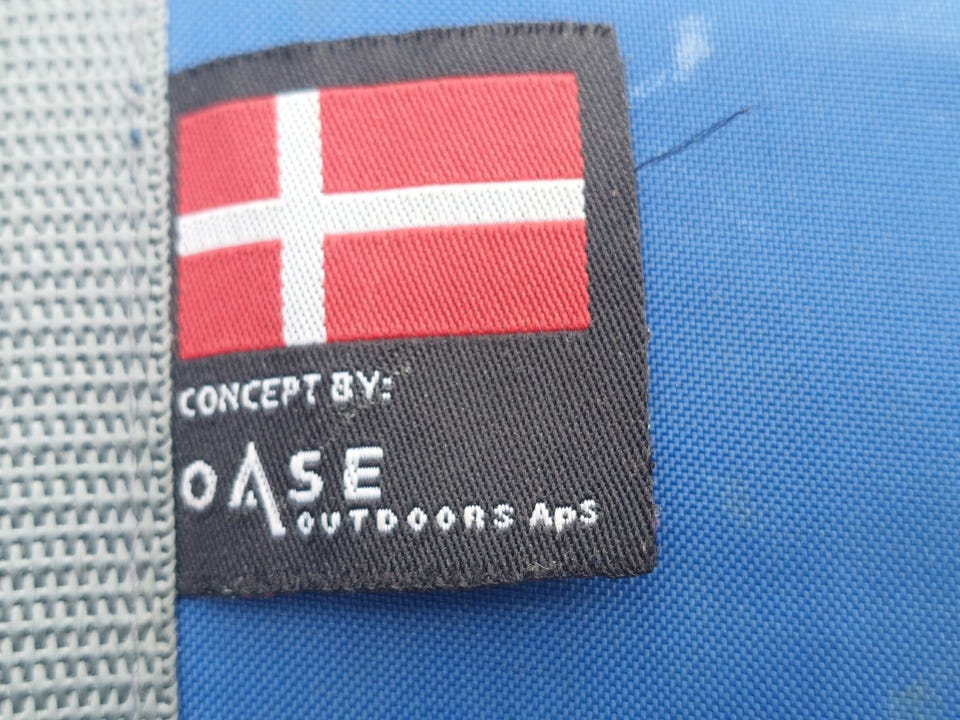 CONCEPT BY:
OASE
OUTDOORS ApS